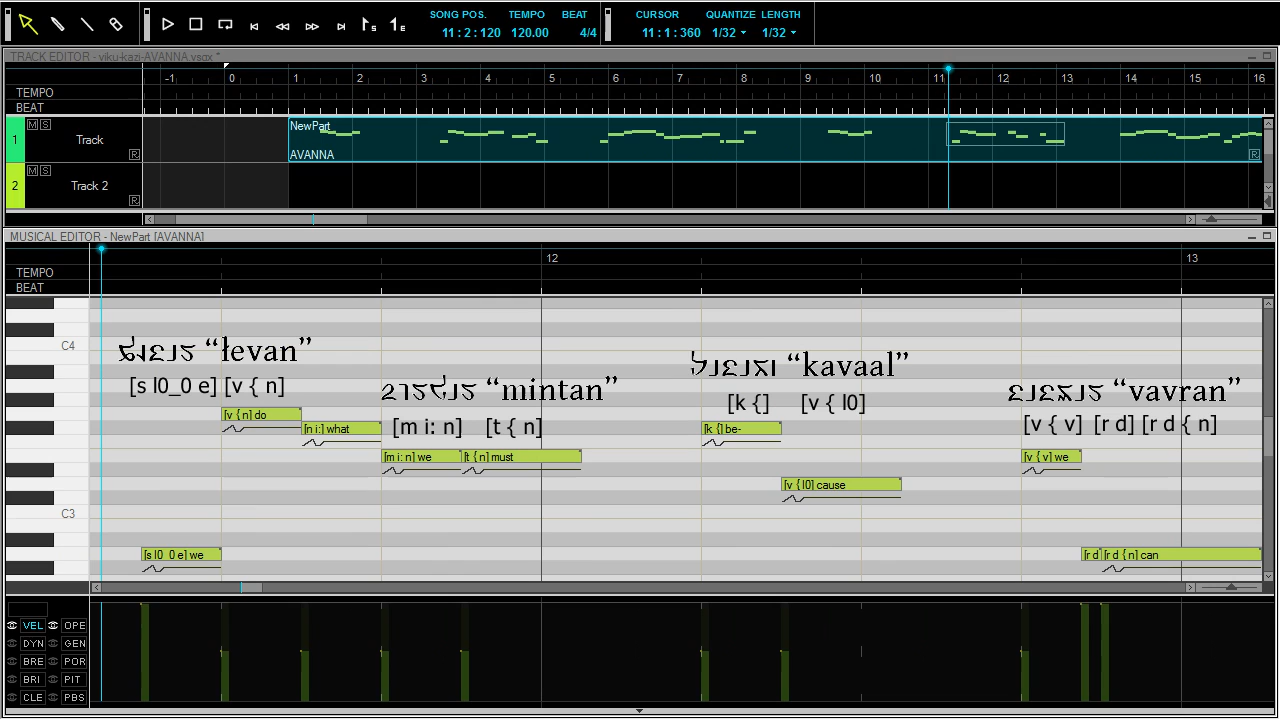 SONG POS. TEMPO BEAT CURSOR QUANTIZE LENGTH
11 : 2 : 120 120.00 4/4 11 : 1 : 360 1/32 1/32
TRACK EDITOR - viku-kazi-AVANNA.vsqx *
-1 0 1 2 3 4 5 6 7 8 9 10 11 12 13 14 15 16
TEMPO
BEAT
1 M S Track R
NewPart
AVANNA
R
2 M S Track 2 R
MUSICAL EDITOR - NewPart [AVANNA]
12 13
TEMPO
BEAT
C4
“łevan”
[s l0_0 e] [v { n]
“mintan”
[m i: n] [t { n]
“kavaal”
[k {] [v { l0]
“vavran”
[v { v] [r d] [r d { n]
[v { n] do
[n i:] what
[m i: n] we
[t { n] must
[k {] be-
[v { l0] cause
[v { v] we
C3
[s l0_0 e] we
[r d]
[r d { n] can
VEL OPE
DYN GEN
BRE POR
BRI PIT
CLE PBS